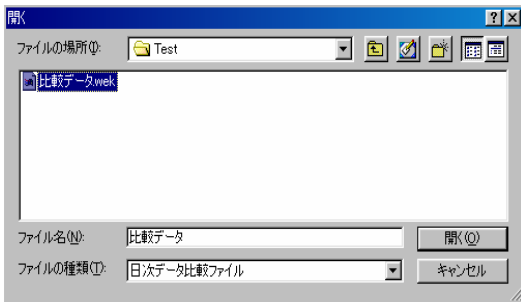 開く
ファイルの場所(I):
Test
比較データ.wek
ファイル名(N):
比較データ
開く(O)
ファイルの種類(T):
日次データ比較ファイル
キャンセル